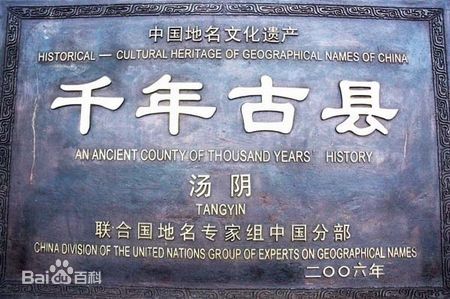 中国地名文化遗产
HISTORICAL — CULTURAL HERITAGE OF GEOGRAPHICAL NAMES OF CHINA
千年古县
AN ANCIENT COUNTY OF THOUSAND YEARS' HISTORY
汤阴
TANGYIN
联合国地名专家组中国分部
CHINA DIVISION OF THE UNITED NATIONS GROUP OF EXPERTS ON GEOGRAPHICAL NAMES
二〇〇六年
Baidu百科